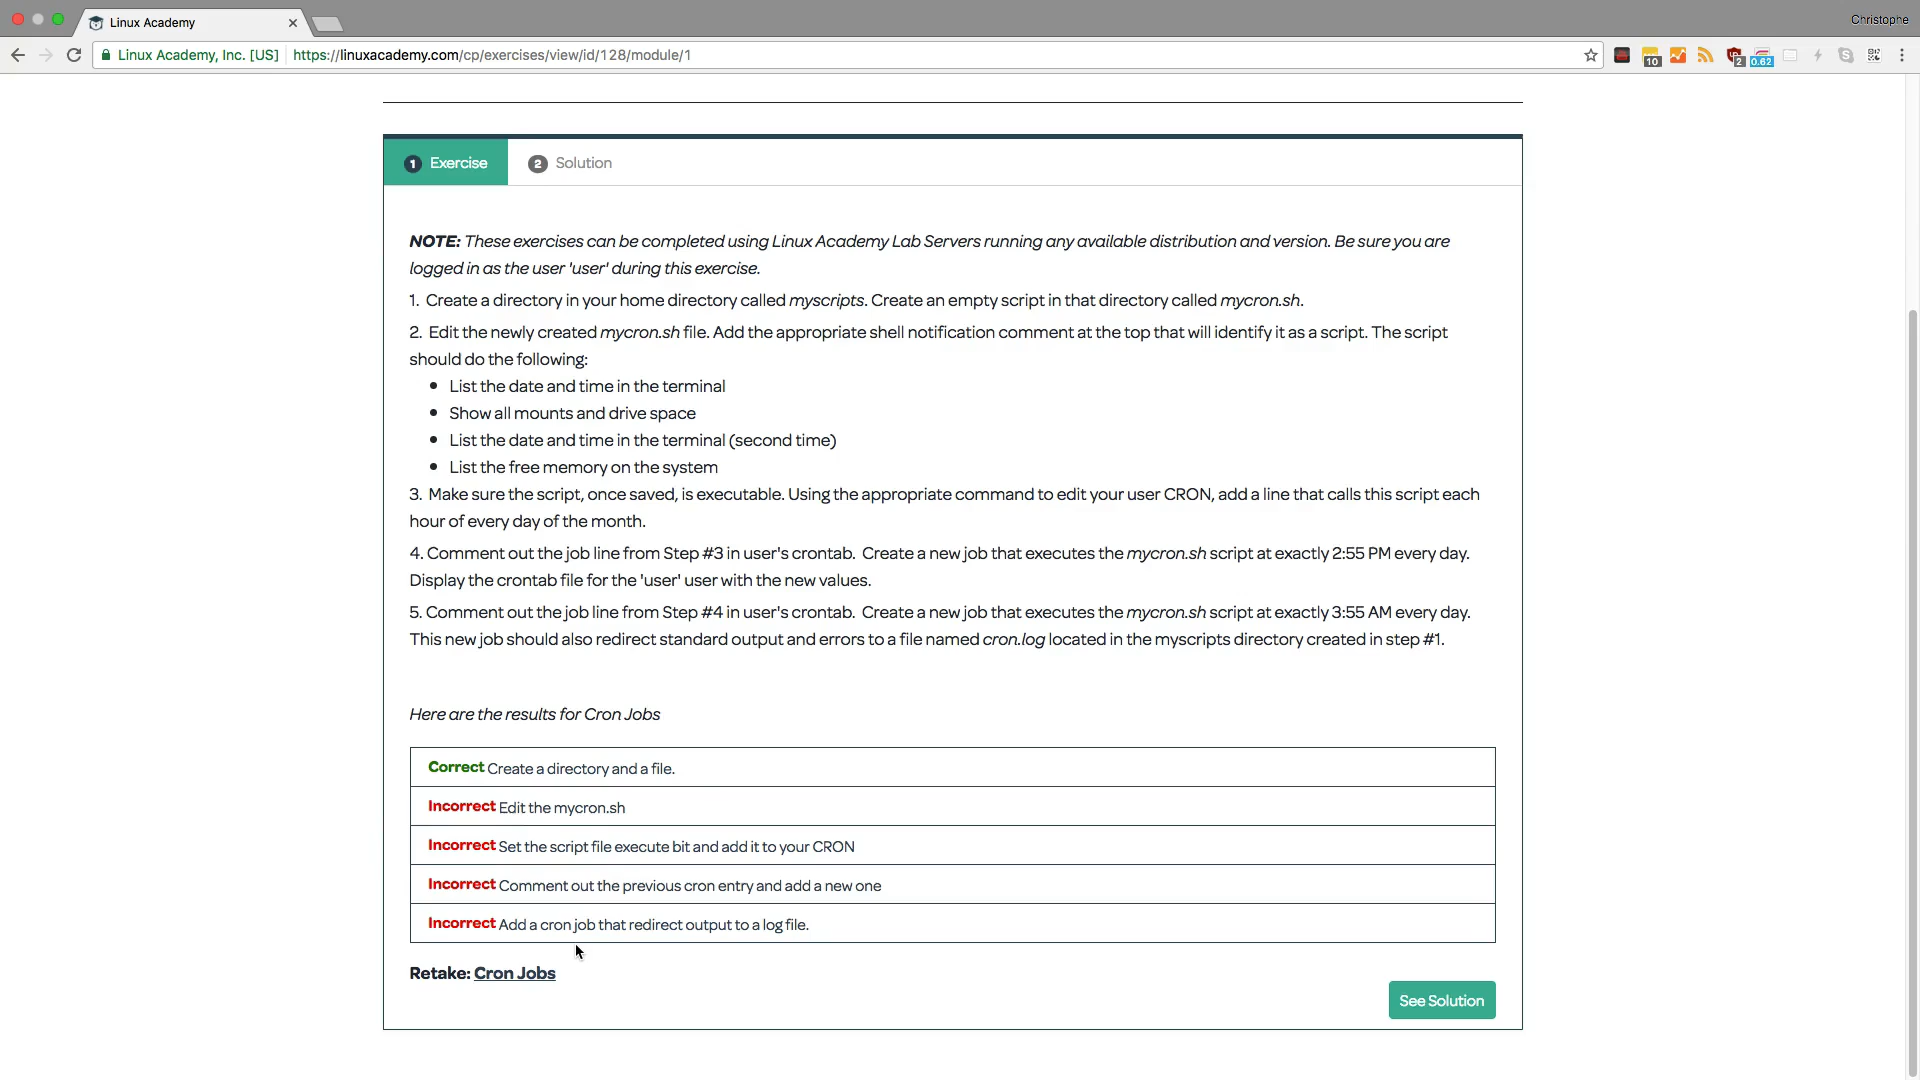 Linux Academy
Christophe
Linux Academy, Inc. [US] https://linuxacademy.com/cp/exercises/view/id/128/module/1
10 2 0.62
1 Exercise 2 Solution
NOTE: These exercises can be completed using Linux Academy Lab Servers running any available distribution and version. Be sure you are
logged in as the user 'user' during this exercise.
1. Create a directory in your home directory called myscripts. Create an empty script in that directory called mycron.sh.
2. Edit the newly created mycron.sh file. Add the appropriate shell notification comment at the top that will identify it as a script. The script
should do the following:
List the date and time in the terminal
Show all mounts and drive space
List the date and time in the terminal (second time)
List the free memory on the system
3. Make sure the script, once saved, is executable. Using the appropriate command to edit your user CRON, add a line that calls this script each
hour of every day of the month.
4. Comment out the job line from Step #3 in user's crontab. Create a new job that executes the mycron.sh script at exactly 2:55 PM every day.
Display the crontab file for the 'user' user with the new values.
5. Comment out the job line from Step #4 in user's crontab. Create a new job that executes the mycron.sh script at exactly 3:55 AM every day.
This new job should also redirect standard output and errors to a file named cron.log located in the myscripts directory created in step #1.
Here are the results for Cron Jobs
Correct Create a directory and a file.
Incorrect Edit the mycron.sh
Incorrect Set the script file execute bit and add it to your CRON
Incorrect Comment out the previous cron entry and add a new one
Incorrect Add a cron job that redirect output to a log file.
Retake: Cron Jobs
See Solution